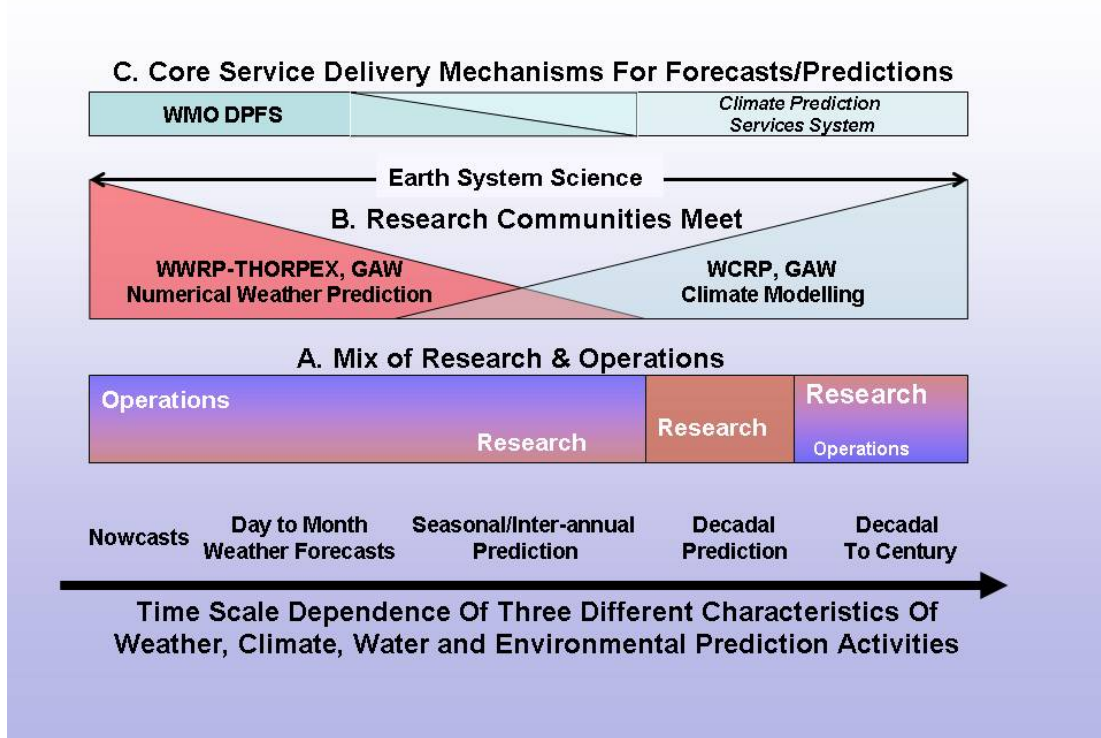 C. Core Service Delivery Mechanisms For Forecasts/Predictions
WMO DPFS
Climate Prediction
Services System
Earth System Science
B. Research Communities Meet
WWRP-THORPEX, GAW
Numerical Weather Prediction
WCRP, GAW
Climate Modelling
A. Mix of Research & Operations
Operations
Research
Research
Research
Operations
Nowcasts
Day to Month
Weather Forecasts
Seasonal/Inter-annual
Prediction
Decadal
Prediction
Decadal
To Century
Time Scale Dependence Of Three Different Characteristics Of
Weather, Climate, Water and Environmental Prediction Activities